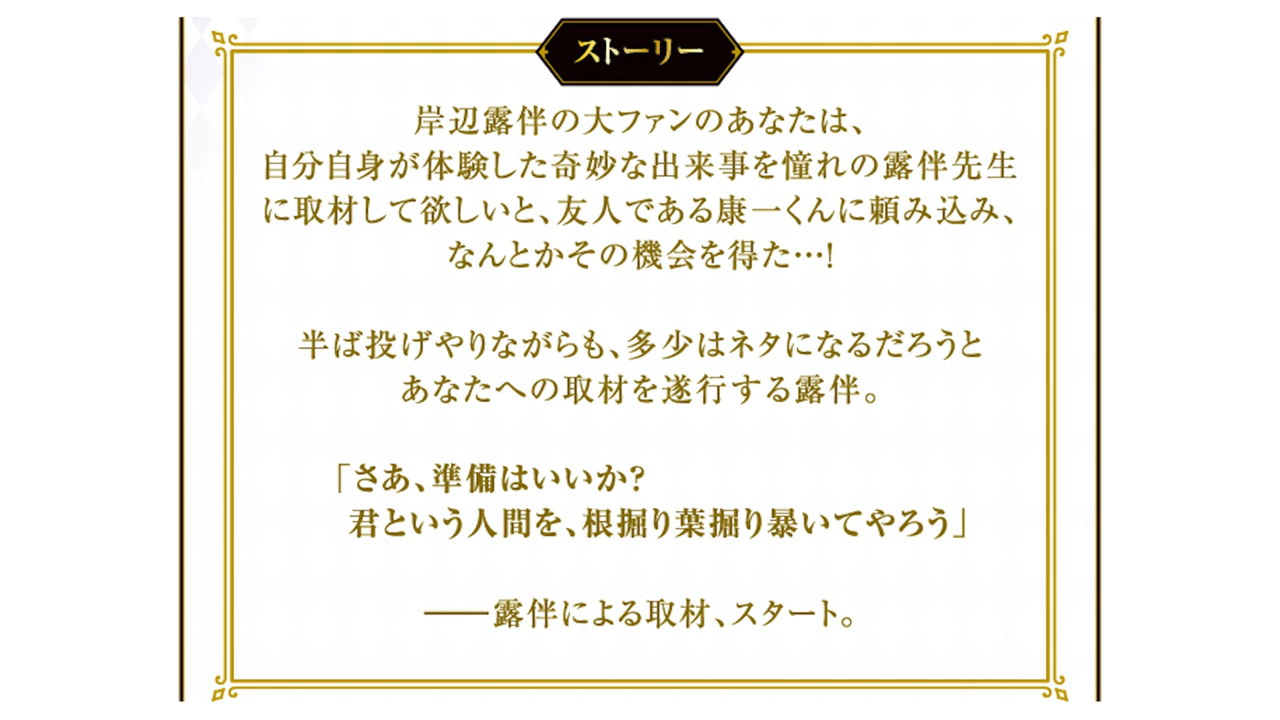 ストーリー
岸辺露伴の大ファンのあなたは、
自分自身が体験した奇妙な出来事を憧れの露伴先生
に取材して欲しいと、友人である康一くんに頼み込み、
なんとかその機会を得た…!
半ば投げやりながらも、多少はネタになるだろうと
あなたへの取材を遂行する露伴。
「さあ、準備はいいか?
君という人間を、根掘り葉掘り暴いてやろう」
――露伴による取材、スタート。